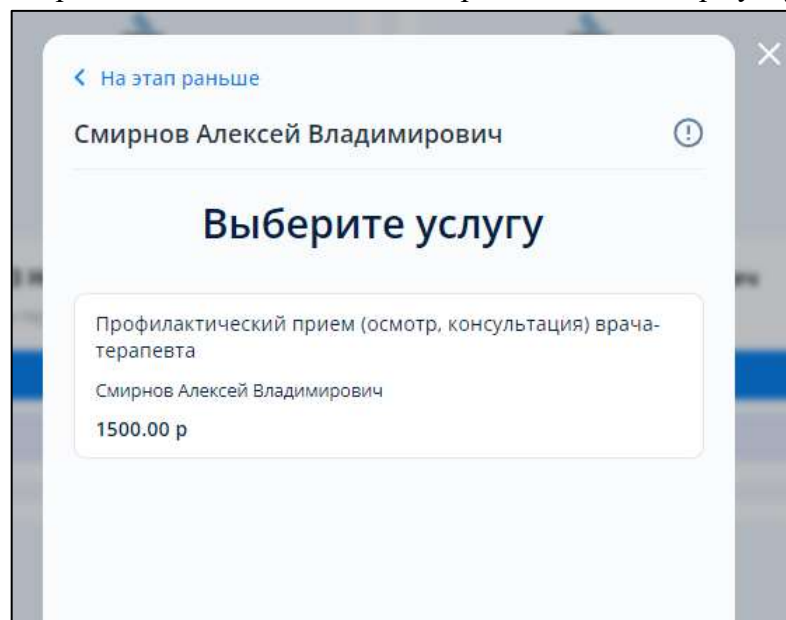 На этап раньше
Смирнов Алексей Владимирович
Выберите услугу
Профилактический прием (осмотр, консультация) врача-
терапевта
Смирнов Алексей Владимирович
1500.00 р